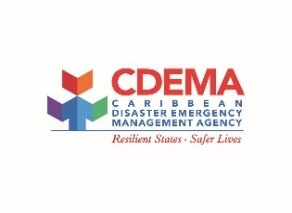 CDEMA
CARIBBEAN
DISASTER EMERGENCY
MANAGEMENT AGENCY
Resilient States - Safer Lives